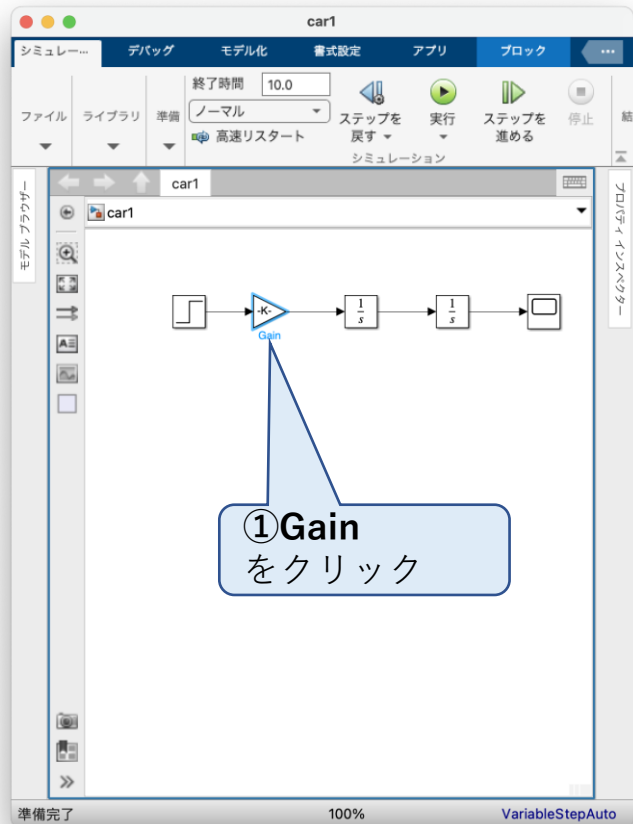 car1
シミュレー… デバッグ モデル化 書式設定 アプリ ブロック …
ファイル
ライブラリ
準備
終了時間 10.0
ノーマル
高速リスタート
ステップを
戻す
実行
ステップを
進める
停止
シミュレーション
結
モデル ブラウザー
car1
car1
プロパティ インスペクター
-K-
Gain
1
s
1
s
①Gain
をクリック
準備完了 100% VariableStepAuto